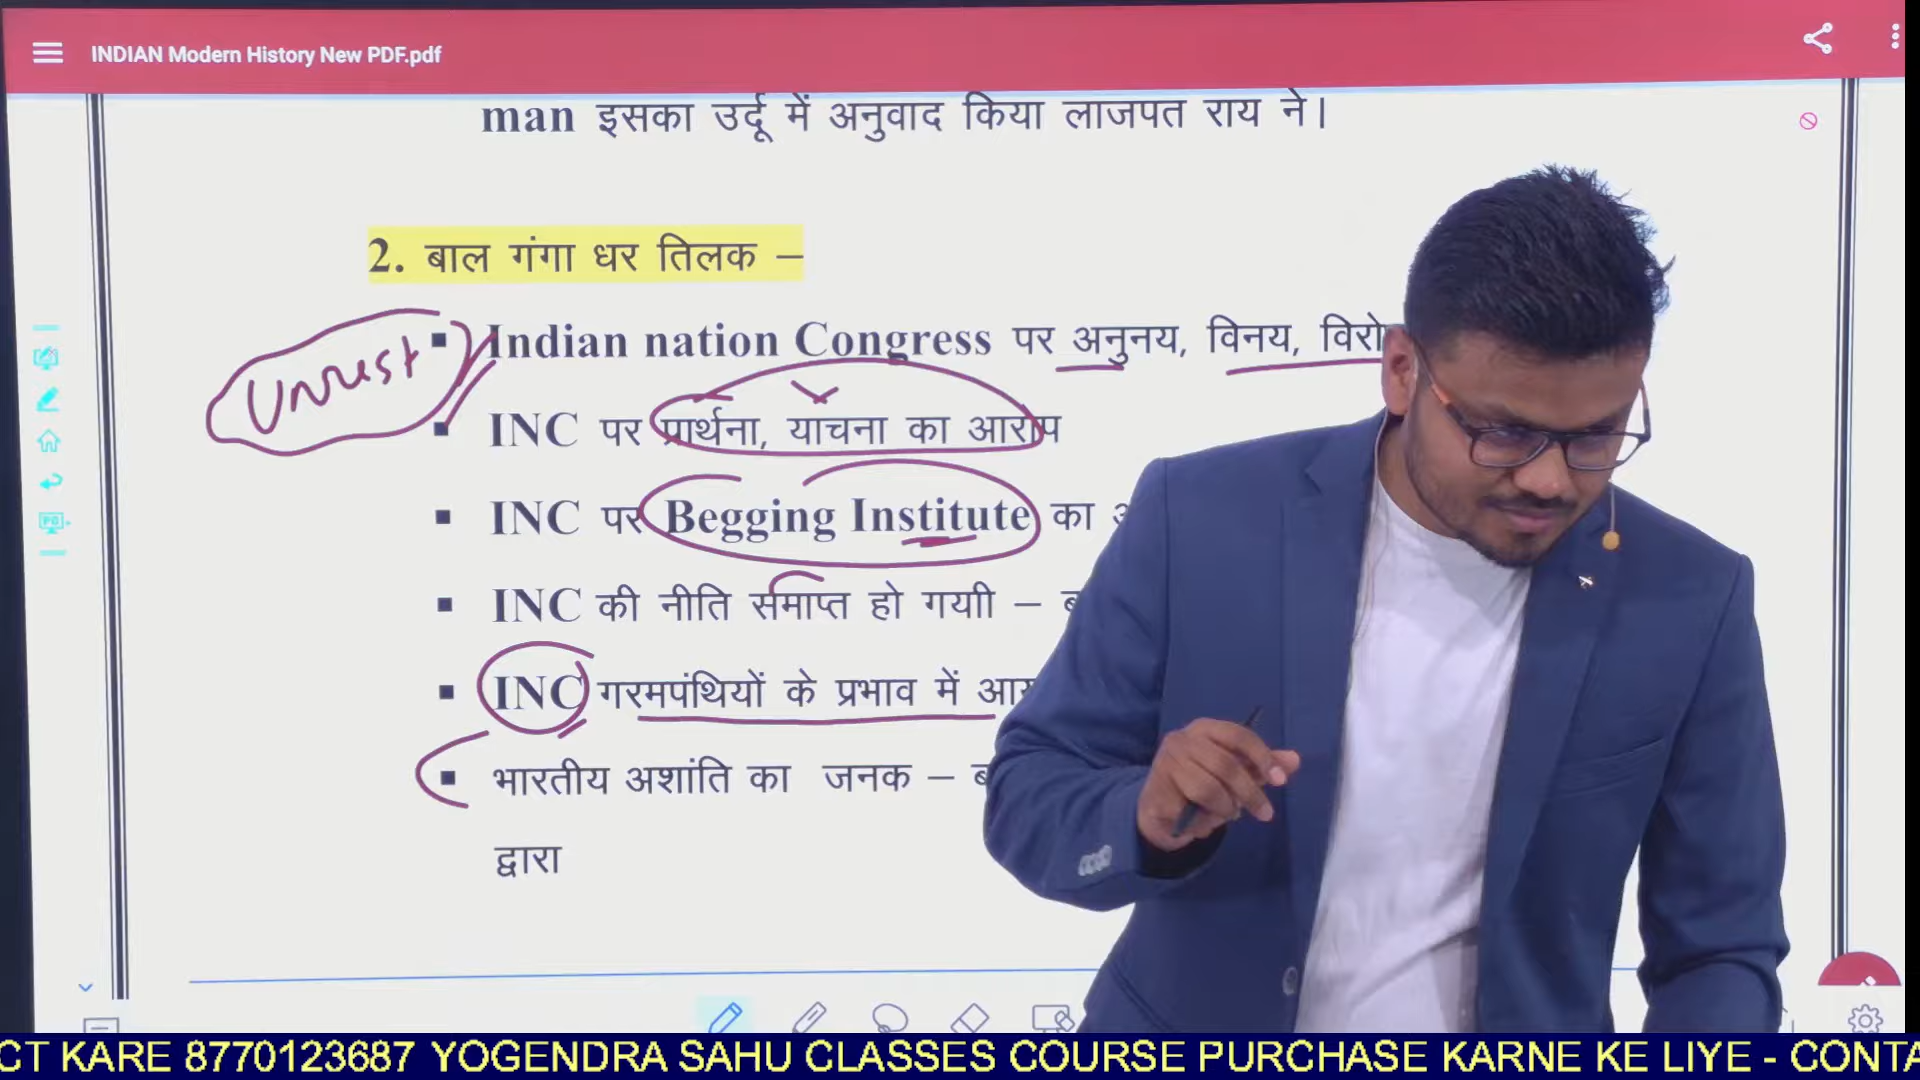 INDIAN Modern History New PDF.pdf
man इसका उर्दू में अनुवाद किया लाजपत राय ने।
2. बाल गंगा धर तिलक –
Unrest
▪ Indian nation Congress पर अनुनय, विनय,
▪ INC पर प्रार्थना, याचना का आरोप
▪ INC पर Begging Institute का
▪ INC की नीति समाप्त हो गयाी –
▪ INC गरमपंथियों के प्रभाव में
▪ भारतीय अशांति का जनक –
द्वारा
CT KARE 8770123687 YOGENDRA SAHU CLASSES COURSE PURCHASE KARNE KE LIYE - CONTA